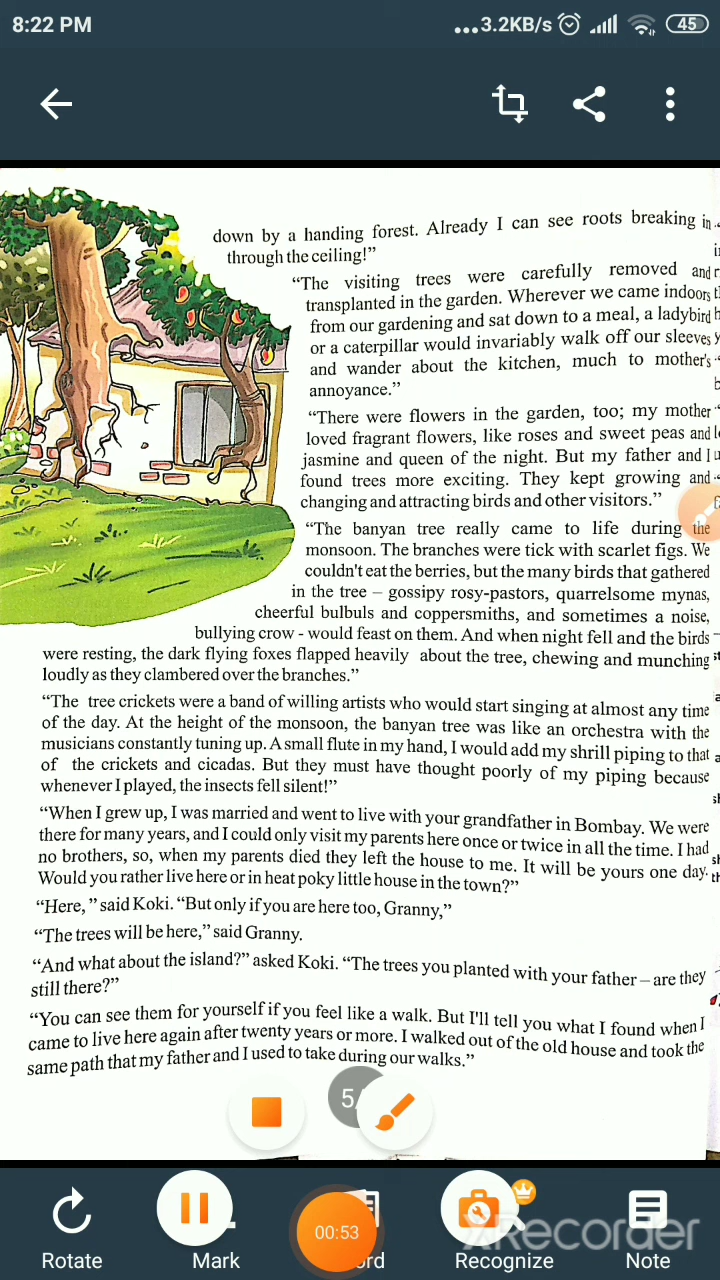 8:22 PM
...3.2KB/s
45
down by a handing forest. Already I can see roots breaking in
through the ceiling!”
“The visiting trees were carefully removed and
transplanted in the garden. Wherever we came indoors
from our gardening and sat down to a meal, a ladybird
or a caterpillar would invariably walk off our sleeves
and wander about the kitchen, much to mother's
annoyance.”
“There were flowers in the garden, too; my mother
loved fragrant flowers, like roses and sweet peas and
jasmine and queen of the night. But my father and I
found trees more exciting. They kept growing and
changing and attracting birds and other visitors.”
“The banyan tree really came to life during the
monsoon. The branches were tick with scarlet figs. We
couldn't eat the berries, but the many birds that gathered
in the tree – gossipy rosy-pastors, quarrelsome mynas,
cheerful bulbuls and coppersmiths, and sometimes a noise,
bullying crow - would feast on them. And when night fell and the birds
were resting, the dark flying foxes flapped heavily about the tree, chewing and munching
loudly as they clambered over the branches.”
“The tree crickets were a band of willing artists who would start singing at almost any time
of the day. At the height of the monsoon, the banyan tree was like an orchestra with the
musicians constantly tuning up. A small flute in my hand, I would add my shrill piping to that
of the crickets and cicadas. But they must have thought poorly of my piping because
whenever I played, the insects fell silent!”
“When I grew up, I was married and went to live with your grandfather in Bombay. We were
there for many years, and I could only visit my parents here once or twice in all the time. I had
no brothers, so, when my parents died they left the house to me. It will be yours one day.
Would you rather live here or in heat poky little house in the town?”
“Here, ” said Koki. “But only if you are here too, Granny,”
“The trees will be here,” said Granny.
“And what about the island?” asked Koki. “The trees you planted with your father – are they
still there?”
“You can see them for yourself if you feel like a walk. But I'll tell you what I found when I
came to live here again after twenty years or more. I walked out of the old house and took the
same path that my father and I used to take during our walks.”
5/
00:53
Rotate
Mark
ord
Recognize
Note
XRecorder